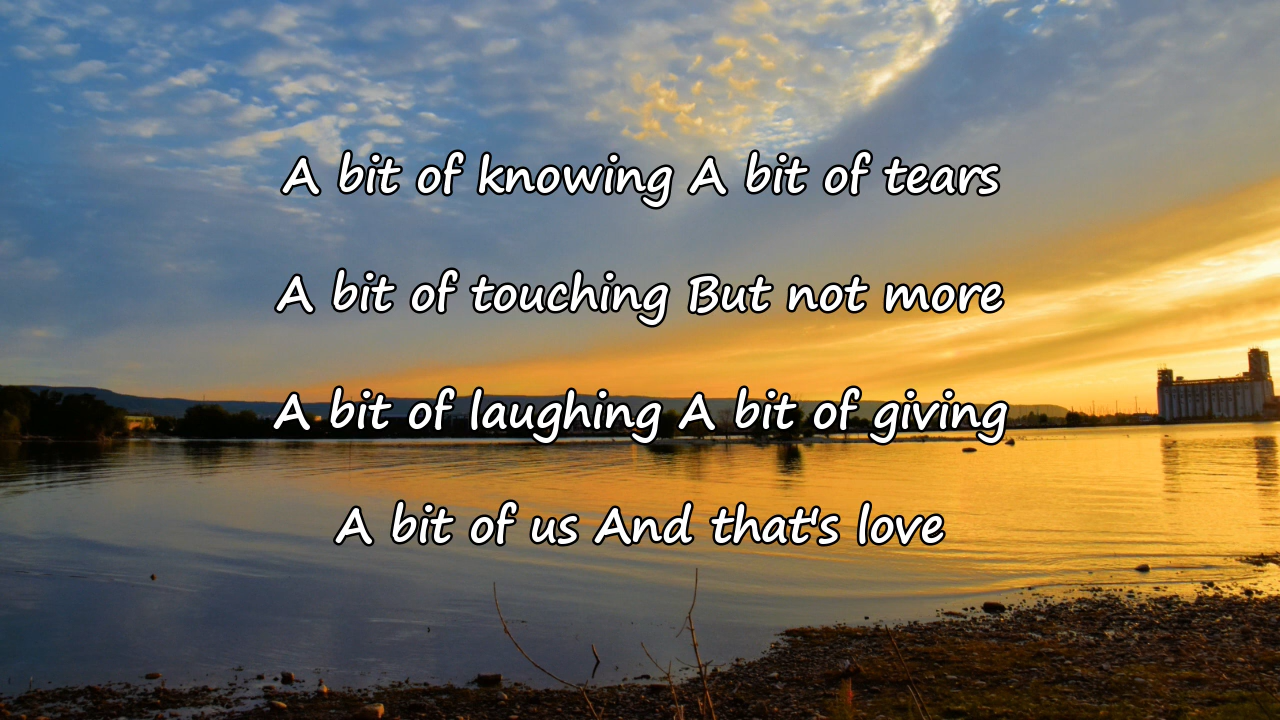 A bit of knowing A bit of tears
A bit of touching But not more
A bit of laughing A bit of giving
A bit of us And that's love